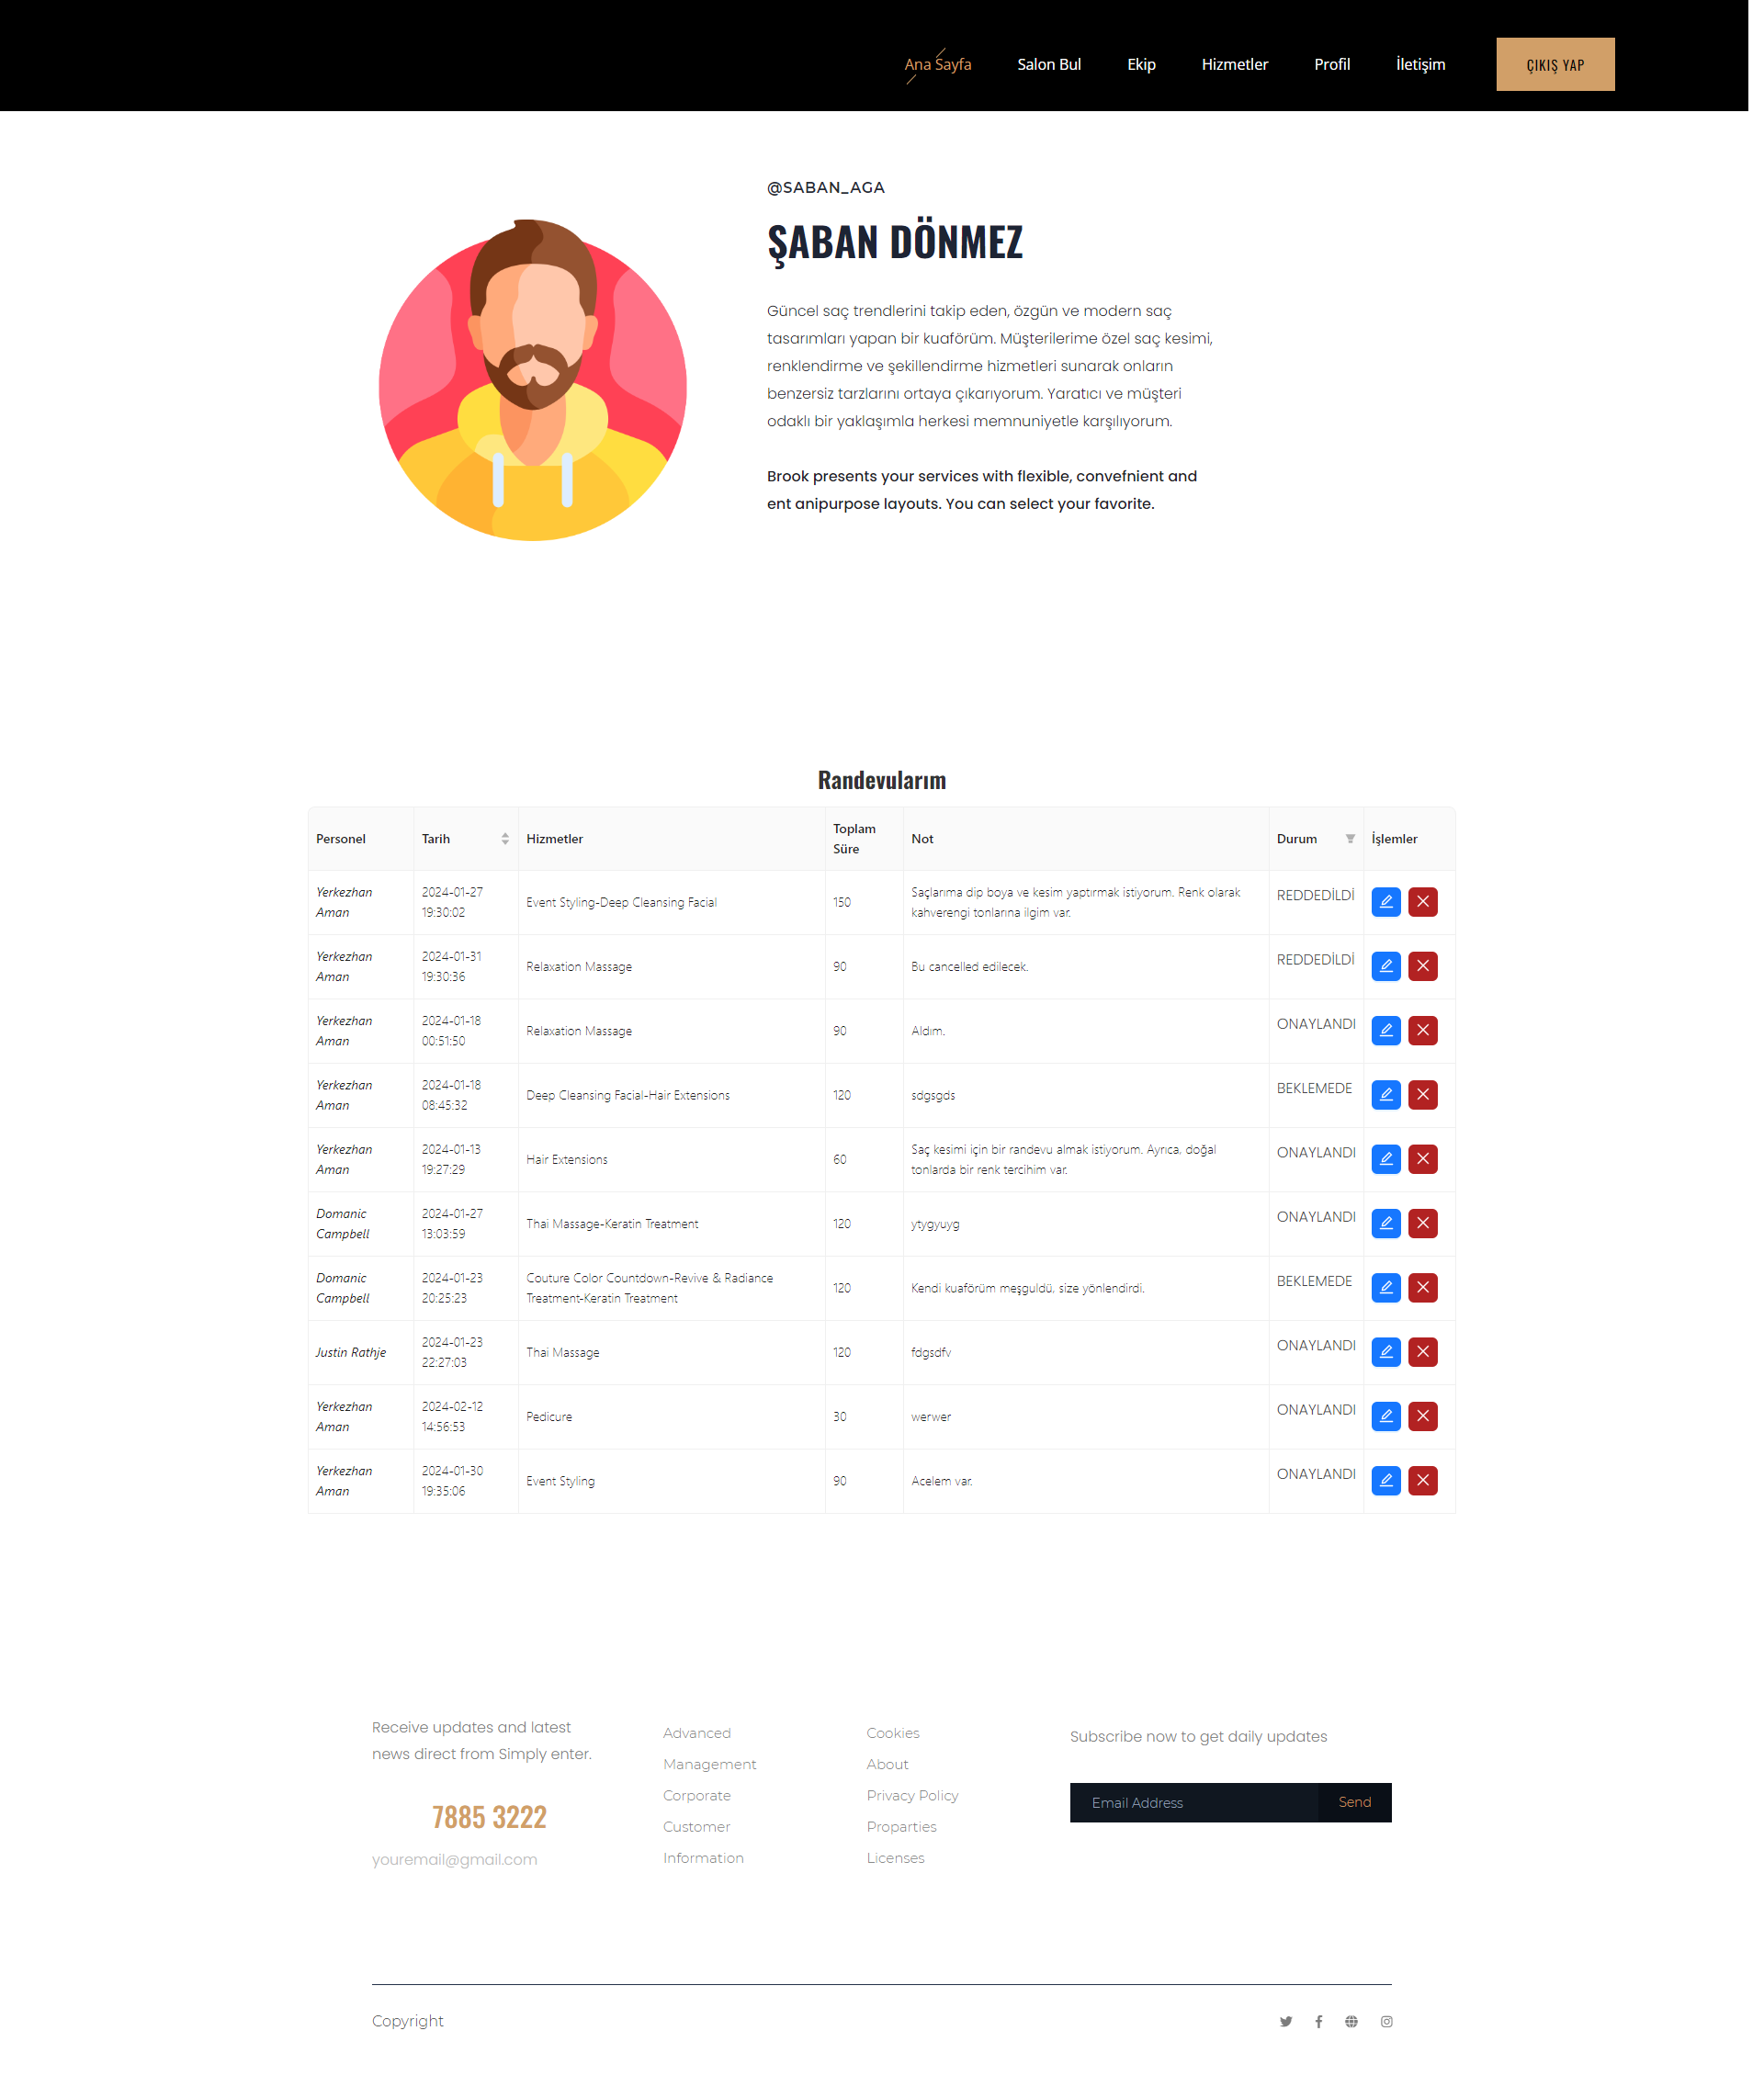 Ana Sayfa Salon Bul Ekip Hizmetler Profil İletişim ÇIKIŞ YAP
@SABAN_AGA
ŞABAN DÖNMEZ
Güncel saç trendlerini takip eden, özgün ve modern saç
tasarımları yapan bir kuaförüm. Müşterilerime özel saç kesimi,
renklendirme ve şekillendirme hizmetleri sunarak onların
benzersiz tarzlarını ortaya çıkarıyorum. Yaratıcı ve müşteri
odaklı bir yaklaşımla herkesi memnuniyetle karşılıyorum.
Brook presents your services with flexible, convefnient and
ent anipurpose layouts. You can select your favorite.
Randevularım
Personel Tarih Hizmetler Toplam Süre Not Durum İşlemler
Yerkezhan Aman 2024-01-27 19:30:02 Event Styling-Deep Cleansing Facial 150 Saçlarıma dip boya ve kesim yaptırmak istiyorum. Renk olarak kahverengi tonlarına ilgim var. REDDEDİLDİ
Yerkezhan Aman 2024-01-31 19:30:36 Relaxation Massage 90 Bu cancelled edilecek. REDDEDİLDİ
Yerkezhan Aman 2024-01-18 00:51:50 Relaxation Massage 90 Aldım. ONAYLANDI
Yerkezhan Aman 2024-01-18 08:45:32 Deep Cleansing Facial-Hair Extensions 120 sdgsgds BEKLEMEDE
Yerkezhan Aman 2024-01-13 19:27:29 Hair Extensions 60 Saç kesimi için bir randevu almak istiyorum. Ayrıca, doğal tonlarda bir renk tercihim var. ONAYLANDI
Domanic Campbell 2024-01-27 13:03:59 Thai Massage-Keratin Treatment 120 ytygyuyg ONAYLANDI
Domanic Campbell 2024-01-23 20:25:23 Couture Color Countdown-Revive & Radiance Treatment-Keratin Treatment 120 Kendi kuaförüm meşguldü, size yönlendirdi. BEKLEMEDE
Justin Rathje 2024-01-23 22:27:03 Thai Massage 120 fdgsdfv ONAYLANDI
Yerkezhan Aman 2024-02-12 14:56:53 Pedicure 30 werwer ONAYLANDI
Yerkezhan Aman 2024-01-30 19:35:06 Event Styling 90 Acelem var. ONAYLANDI
Receive updates and latest
news direct from Simply enter.
7885 3222
youremail@gmail.com
Advanced
Management
Corporate
Customer
Information
Cookies
About
Privacy Policy
Proparties
Licenses
Subscribe now to get daily updates
Email Address Send
Copyright